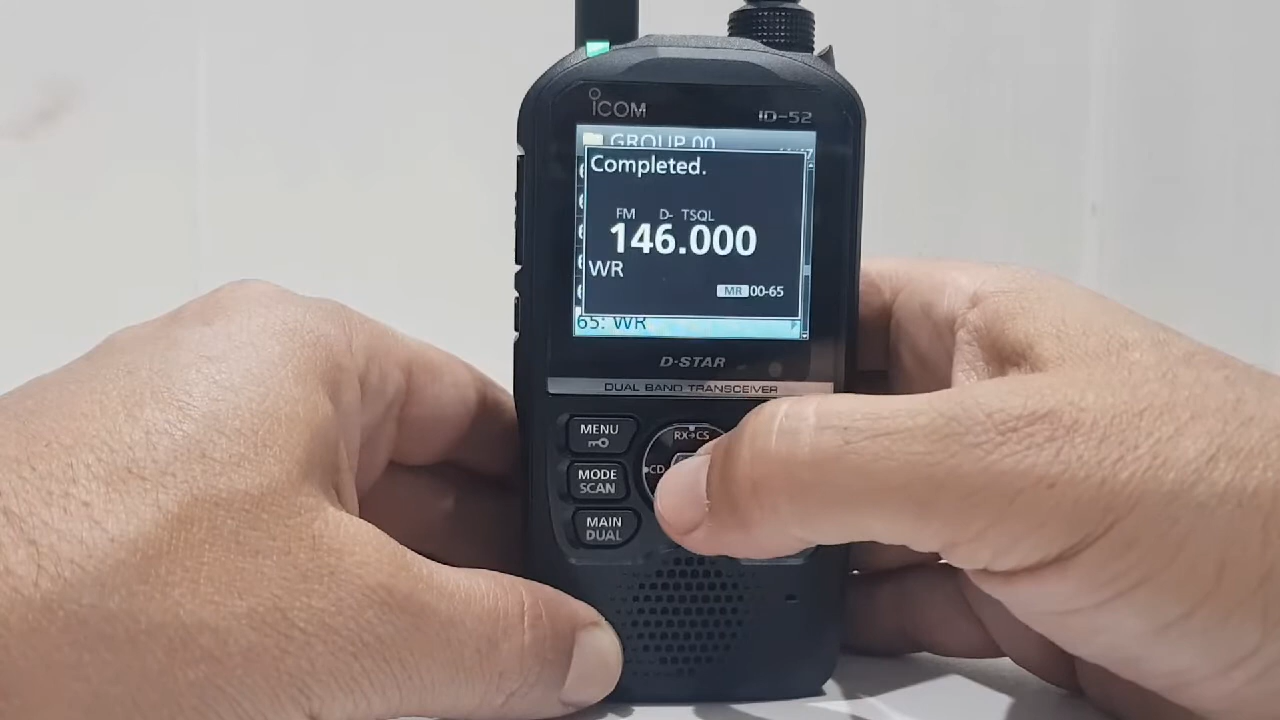 ICOM
ID-52
GROUP 00
Completed.
FM D- TSQL
146.000
WR
MR 00-65
65: WR
D-STAR
DUAL BAND TRANSCEIVER
MENU
RX→CS
MODE
SCAN
CD
MAIN
DUAL